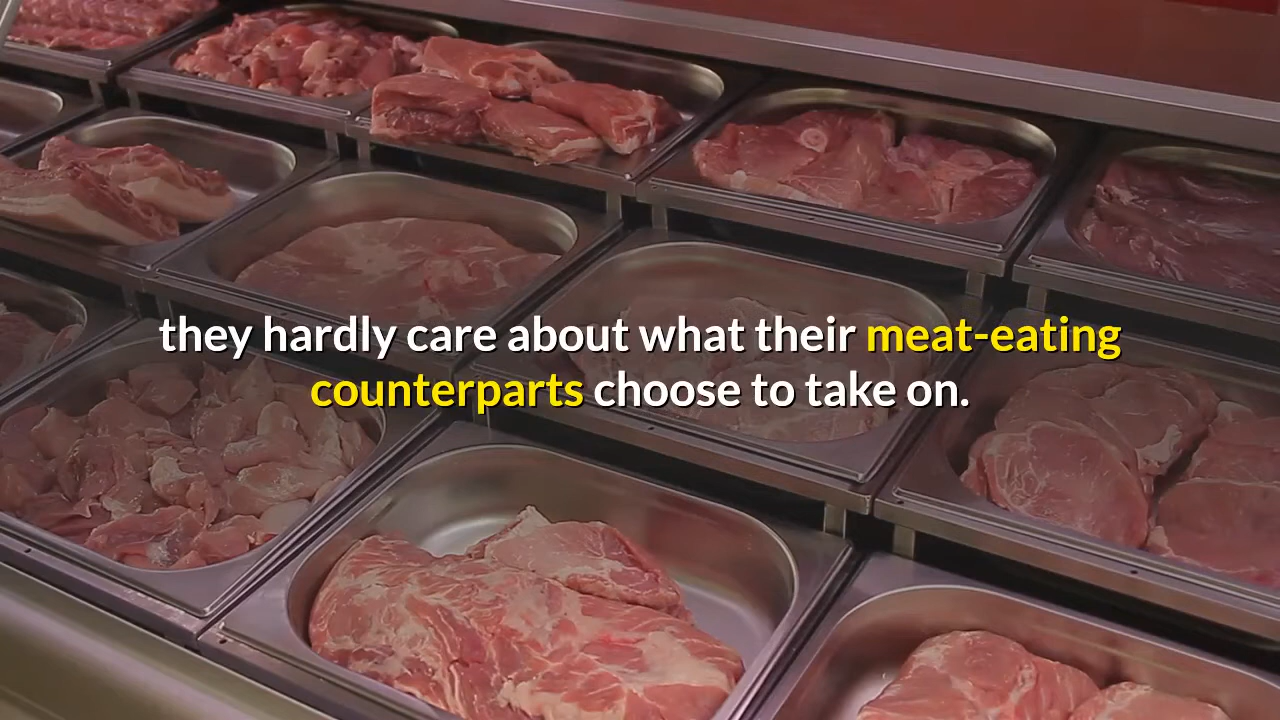 they hardly care about what their meat-eating
counterparts choose to take on.